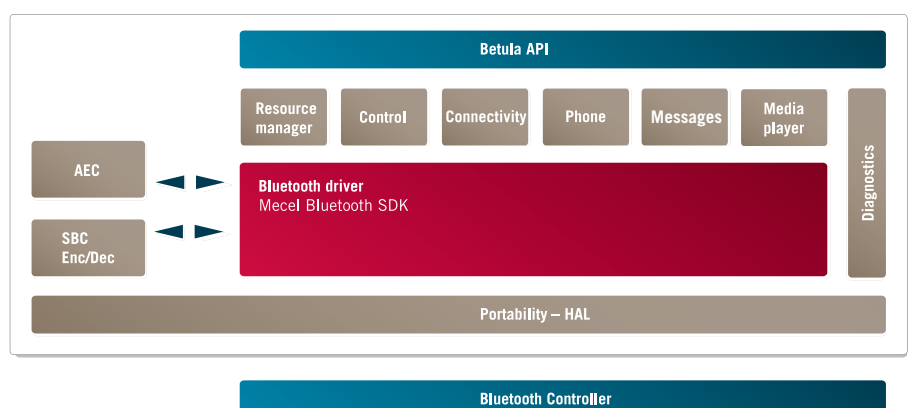 Betula API
Resource
manager
Control
Connectivity
Phone
Messages
Media
player
Diagnostics
AEC
SBC
Enc/Dec
Bluetooth driver
Mecel Bluetooth SDK
Portability – HAL
Bluetooth Controller